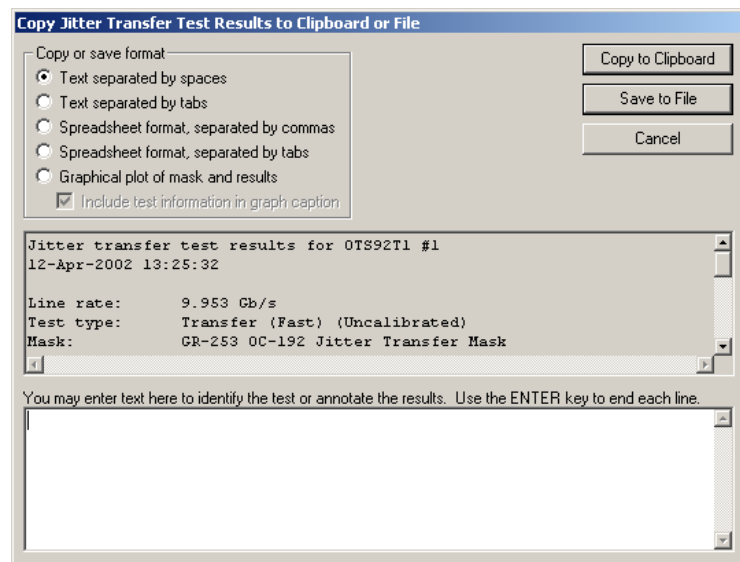 Copy Jitter Transfer Test Results to Clipboard or File
Copy or save format
Text separated by spaces
Text separated by tabs
Spreadsheet format, separated by commas
Spreadsheet format, separated by tabs
Graphical plot of mask and results
Include test information in graph caption
Copy to Clipboard
Save to File
Cancel
Jitter transfer test results for OTS92T1 #1
12-Apr-2002 13:25:32
Line rate: 9.953 Gb/s
Test type: Transfer (Fast) (Uncalibrated)
Mask: GR-253 OC-192 Jitter Transfer Mask
You may enter text here to identify the test or annotate the results. Use the ENTER key to end each line.